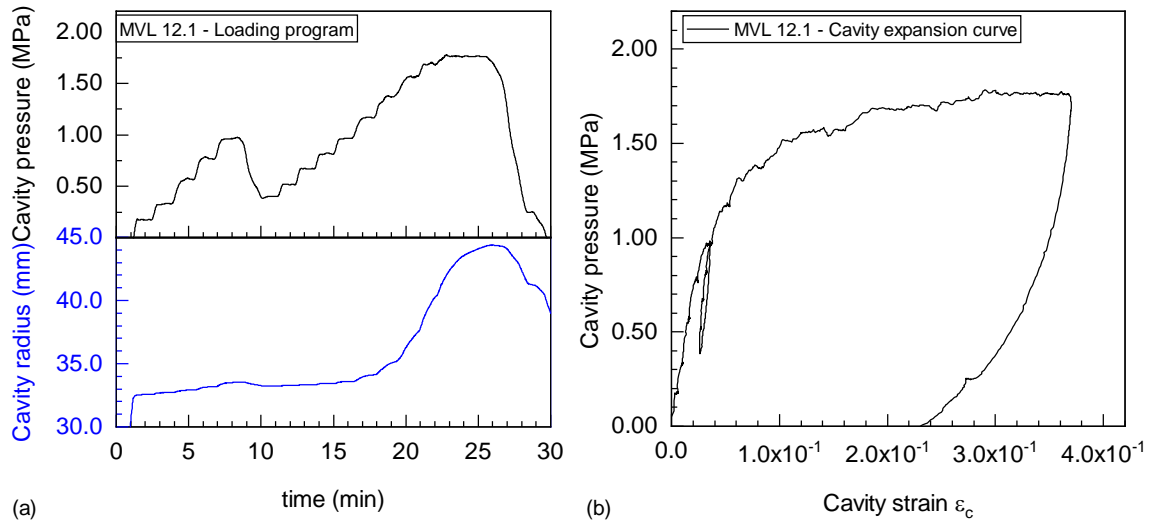 MVL 12.1 - Loading program
Cavity pressure (MPa)
2.00
1.50
1.00
0.50
Cavity radius (mm)
45.0
40.0
35.0
30.0
0 5 10 15 20 25 30
time (min)
(a)
MVL 12.1 - Cavity expansion curve
Cavity pressure (MPa)
2.00
1.50
1.00
0.50
0.00
0.0 1.0x10⁻¹ 2.0x10⁻¹ 3.0x10⁻¹ 4.0x10⁻¹
Cavity strain ε_c
(b)